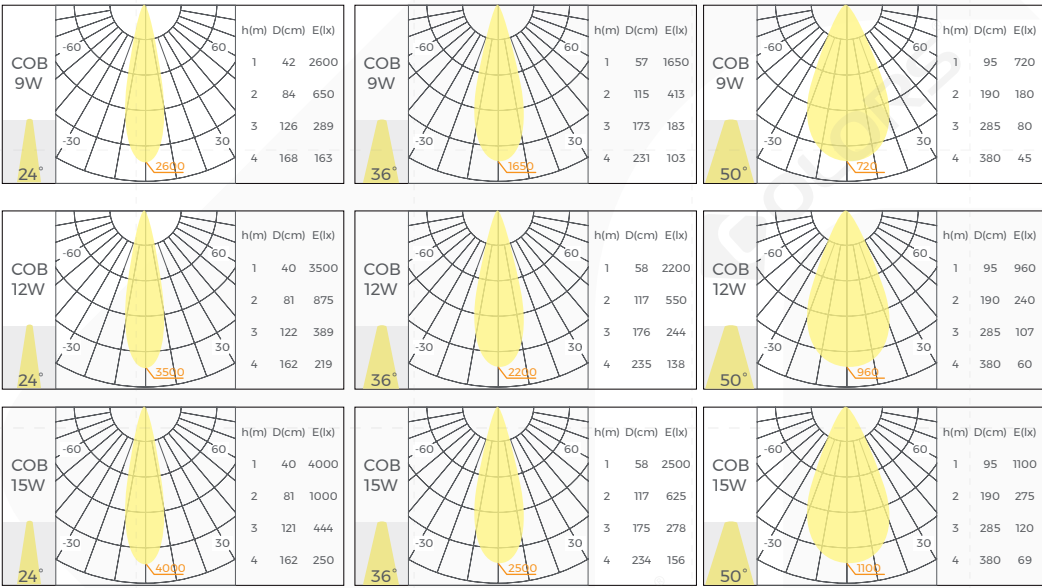 COB
9W
24°
-60
60
-30
30
2600
h(m) D(cm) E(lx)
1 42 2600
2 84 650
3 126 289
4 168 163
COB
9W
36°
-60
60
-30
30
1650
h(m) D(cm) E(lx)
1 57 1650
2 115 413
3 173 183
4 231 103
COB
9W
50°
-60
60
-30
30
720
h(m) D(cm) E(lx)
1 95 720
2 190 180
3 285 80
4 380 45
COB
12W
24°
-60
60
-30
30
3500
h(m) D(cm) E(lx)
1 40 3500
2 81 875
3 122 389
4 162 219
COB
12W
36°
-60
60
-30
30
2200
h(m) D(cm) E(lx)
1 58 2200
2 117 550
3 176 244
4 235 138
COB
12W
50°
-60
60
-30
30
960
h(m) D(cm) E(lx)
1 95 960
2 190 240
3 285 107
4 380 60
COB
15W
24°
-60
60
-30
30
4000
h(m) D(cm) E(lx)
1 40 4000
2 81 1000
3 121 444
4 162 250
COB
15W
36°
-60
60
-30
30
2500
h(m) D(cm) E(lx)
1 58 2500
2 117 625
3 175 278
4 234 156
COB
15W
50°
-60
60
-30
30
1100
h(m) D(cm) E(lx)
1 95 1100
2 190 275
3 285 120
4 380 69